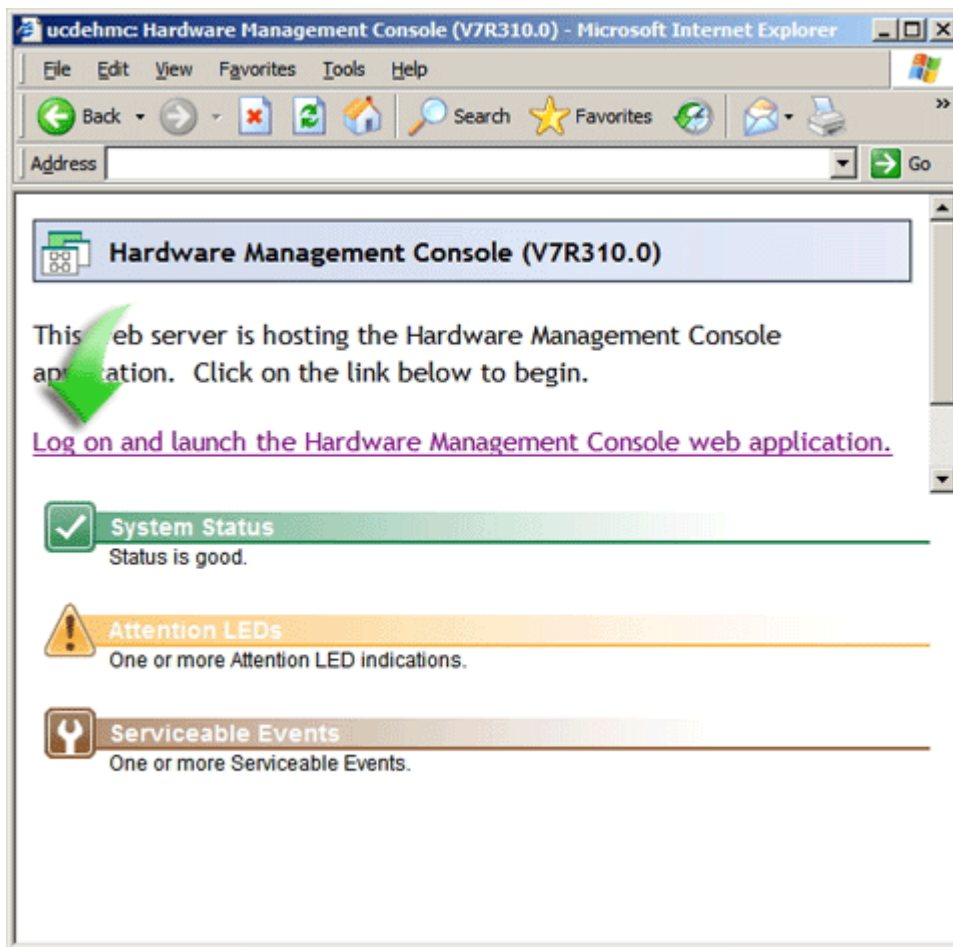 ucdehmc: Hardware Management Console (V7R310.0) - Microsoft Internet Explorer
File Edit View Favorites Tools Help
Back Search Favorites »
Address Go
Hardware Management Console (V7R310.0)
This eb server is hosting the Hardware Management Console
ap ation. Click on the link below to begin.
Log on and launch the Hardware Management Console web application.
System Status
Status is good.
Attention LEDs
One or more Attention LED indications.
Serviceable Events
One or more Serviceable Events.